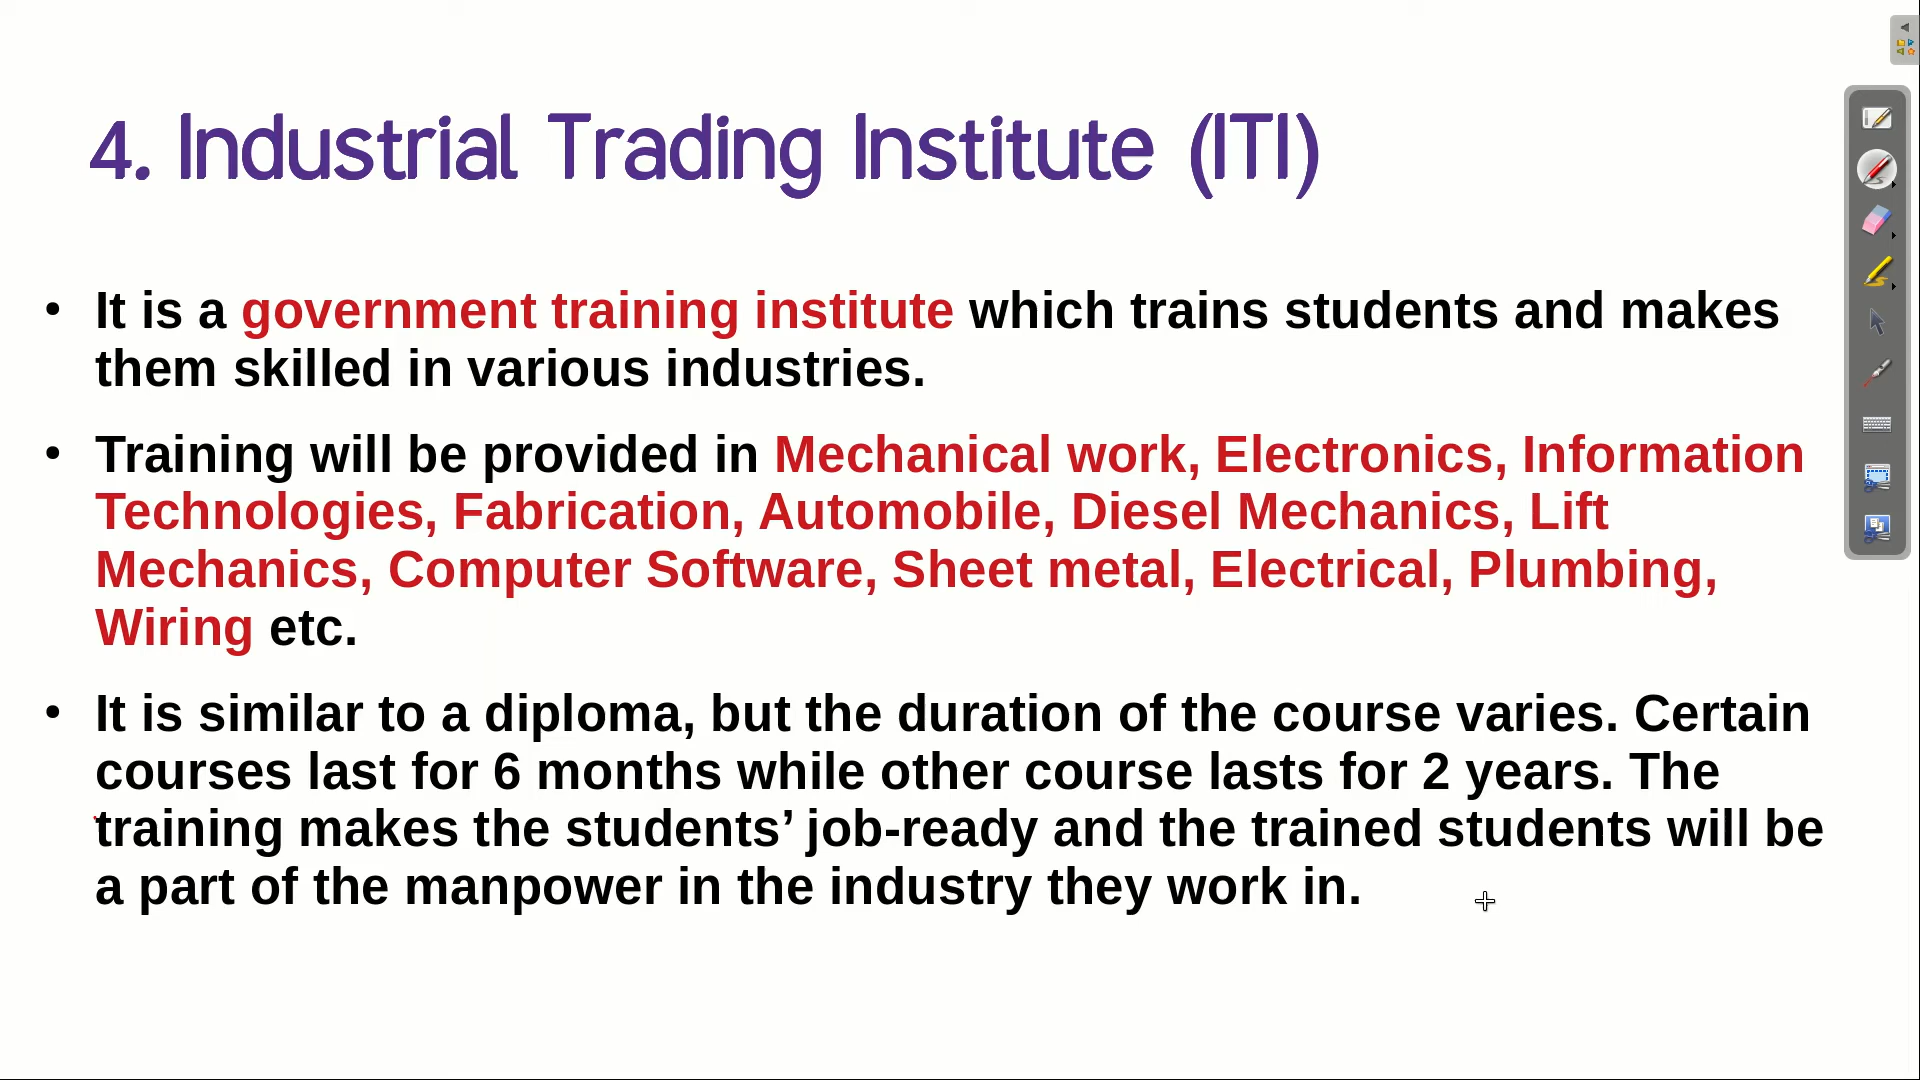 4. Industrial Trading Institute (ITI)
• It is a government training institute which trains students and makes
them skilled in various industries.
• Training will be provided in Mechanical work, Electronics, Information
Technologies, Fabrication, Automobile, Diesel Mechanics, Lift
Mechanics, Computer Software, Sheet metal, Electrical, Plumbing,
Wiring etc.
• It is similar to a diploma, but the duration of the course varies. Certain
courses last for 6 months while other course lasts for 2 years. The
training makes the students’ job-ready and the trained students will be
a part of the manpower in the industry they work in.